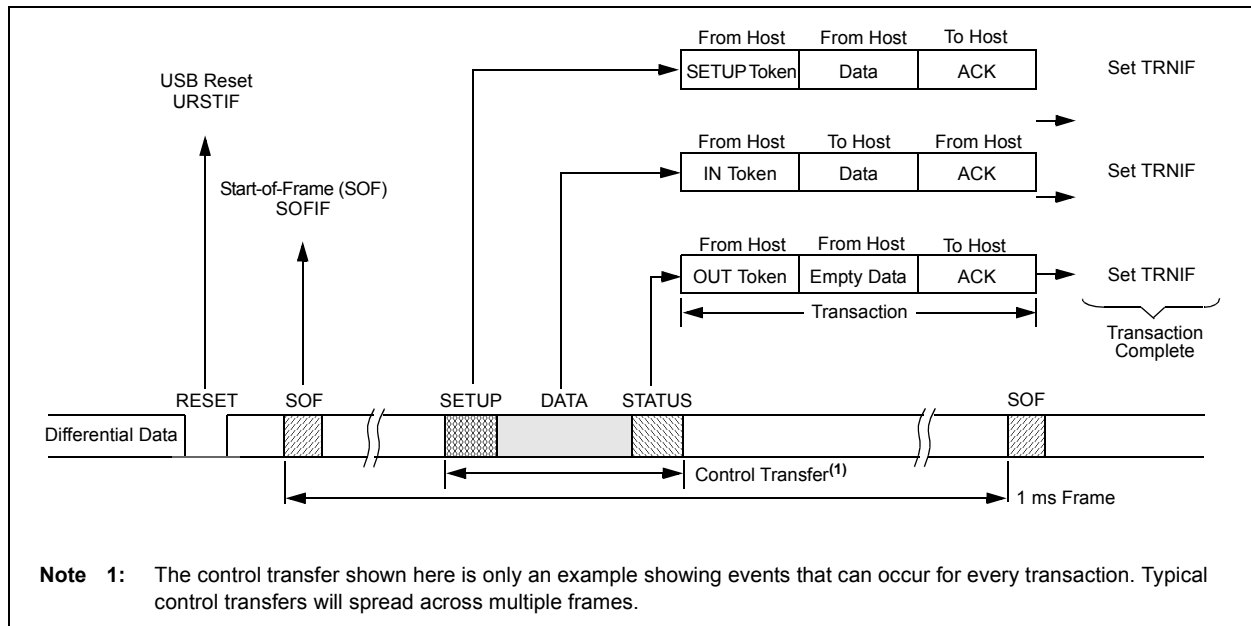 From Host From Host To Host
SETUP Token Data ACK Set TRNIF
USB Reset
URSTIF
From Host To Host From Host
IN Token Data ACK Set TRNIF
Start-of-Frame (SOF)
SOFIF
From Host From Host To Host
OUT Token Empty Data ACK Set TRNIF
Transaction
Transaction
Complete
RESET SOF SETUP DATA STATUS SOF
Differential Data
Control Transfer(1)
1 ms Frame
Note 1: The control transfer shown here is only an example showing events that can occur for every transaction. Typical
control transfers will spread across multiple frames.